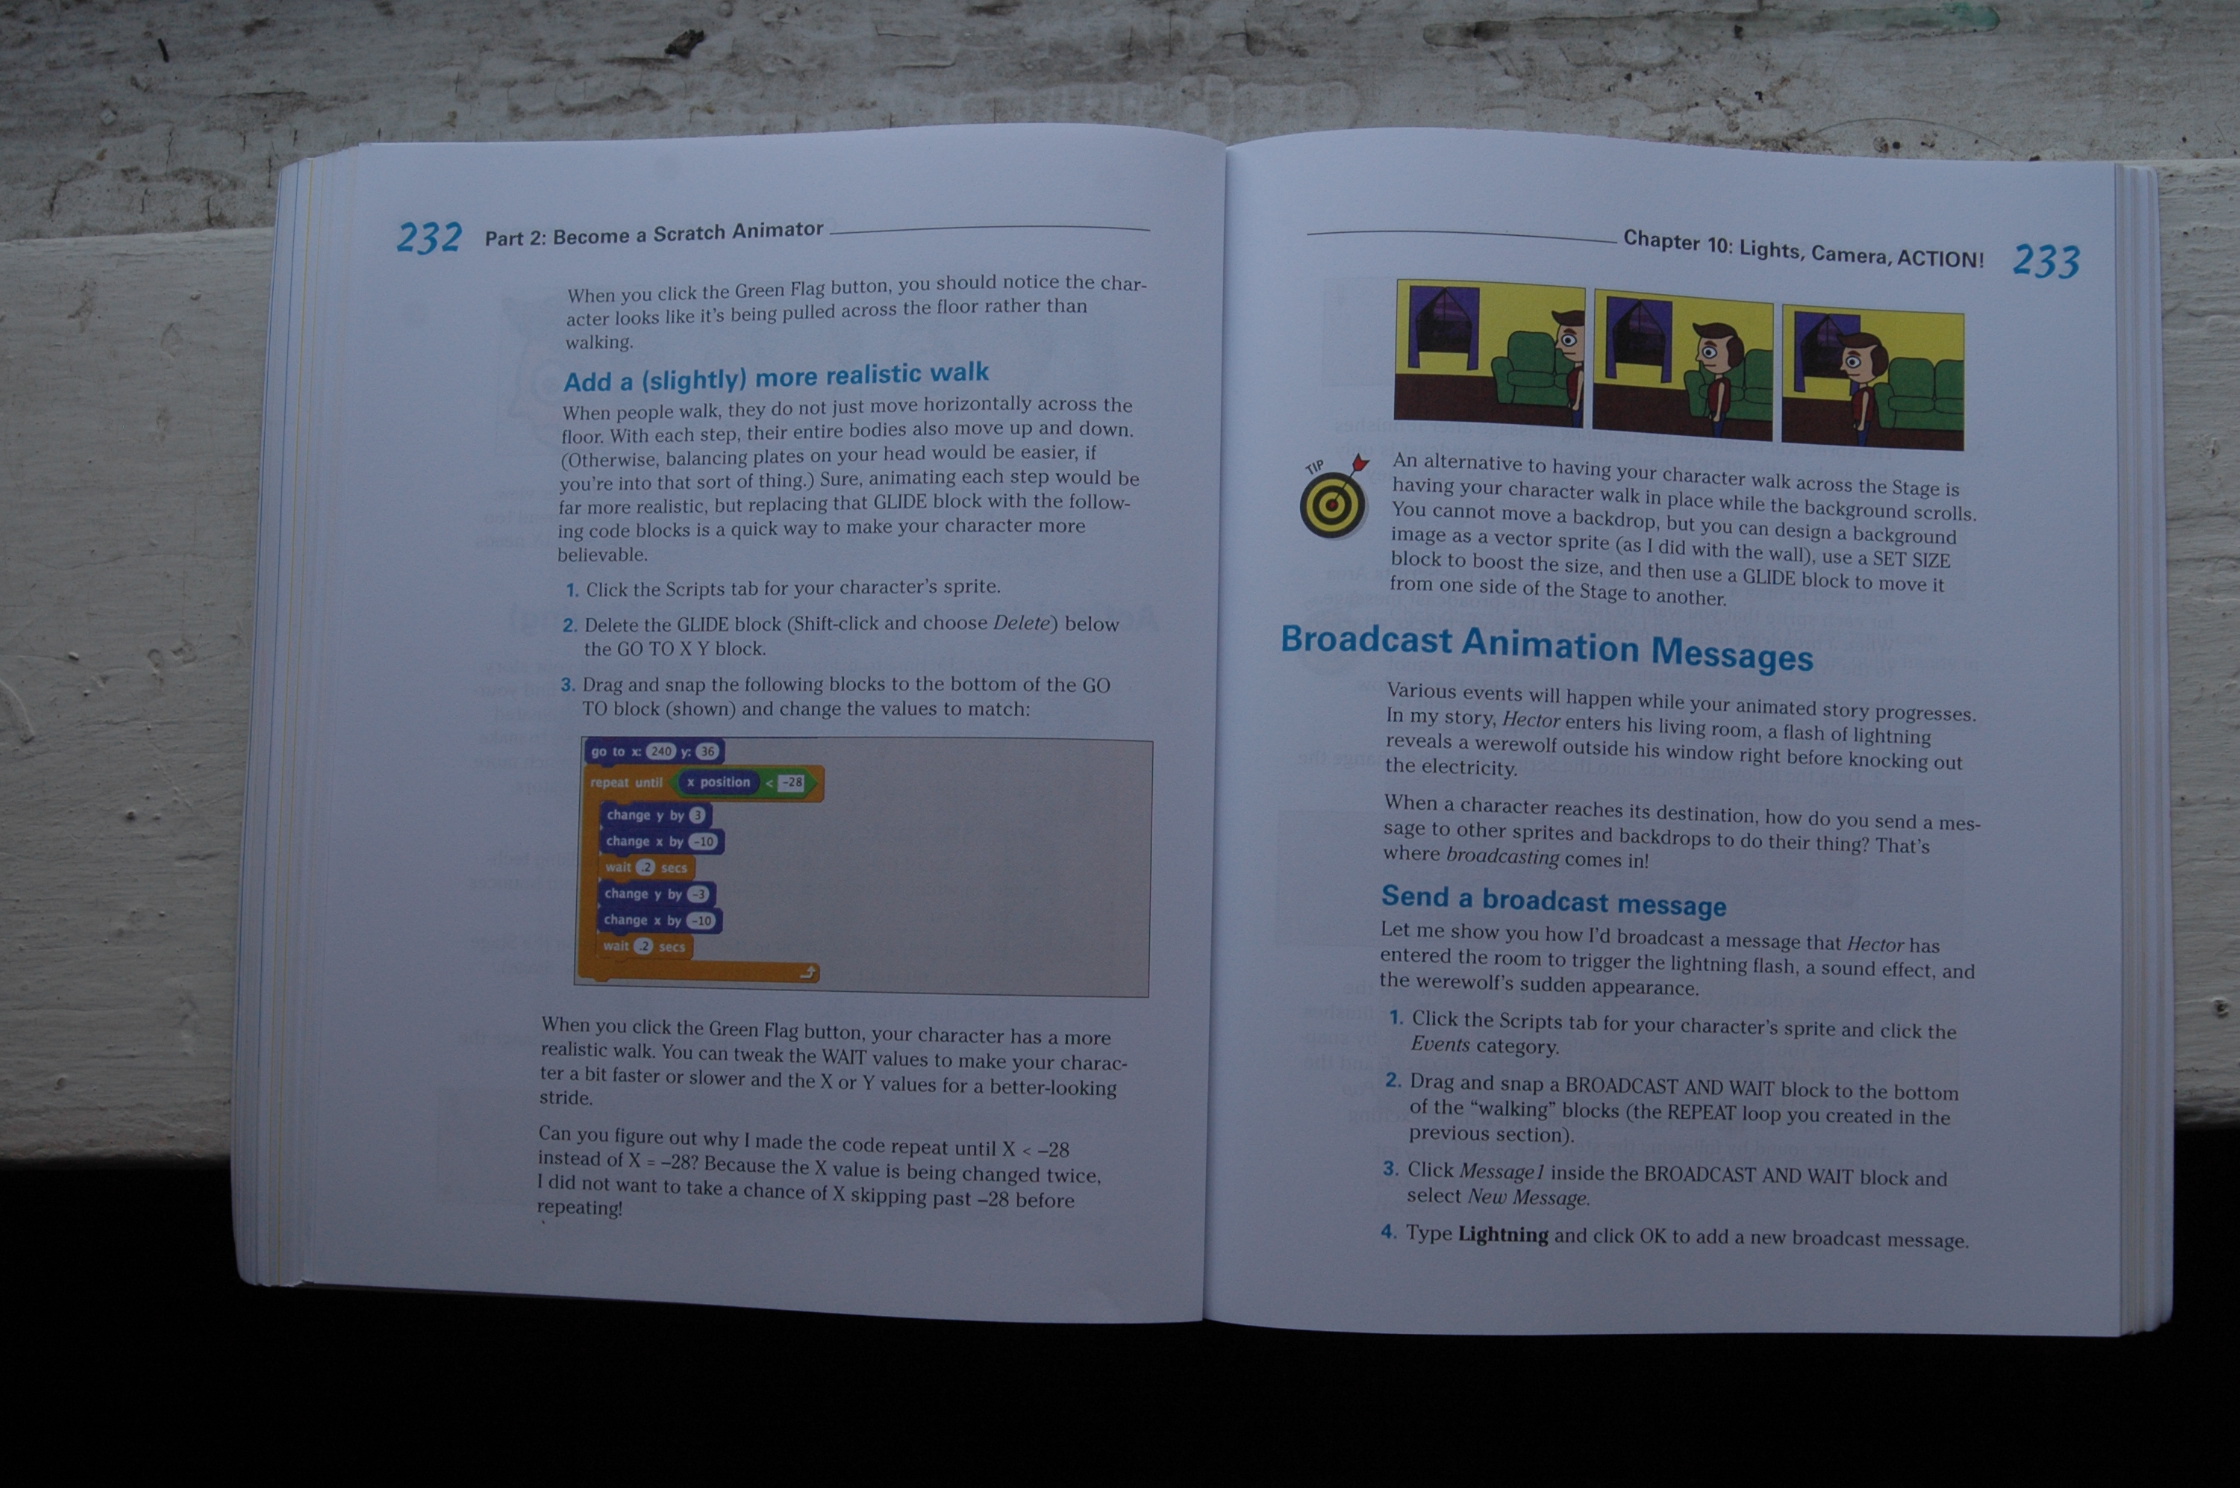 232 Part 2: Become a Scratch Animator
When you click the Green Flag button, you should notice the char-
acter looks like it's being pulled across the floor rather than
walking.
Add a (slightly) more realistic walk
When people walk, they do not just move horizontally across the
floor. With each step, their entire bodies also move up and down.
(Otherwise, balancing plates on your head would be easier, if
you're into that sort of thing.) Sure, animating each step would be
far more realistic, but replacing that GLIDE block with the follow-
ing code blocks is a quick way to make your character more
believable.
1. Click the Scripts tab for your character's sprite.
2. Delete the GLIDE block (Shift-click and choose Delete) below
the GO TO X Y block.
3. Drag and snap the following blocks to the bottom of the GO
TO block (shown) and change the values to match:
go to x: 240 y: 36
repeat until x position < -28
change y by 3
change x by -10
wait .2 secs
change y by -3
change x by -10
wait .2 secs
When you click the Green Flag button, your character has a more
realistic walk. You can tweak the WAIT values to make your charac-
ter a bit faster or slower and the X or Y values for a better-looking
stride.
Can you figure out why I made the code repeat until X < –28
instead of X = –28? Because the X value is being changed twice,
I did not want to take a chance of X skipping past –28 before
repeating!
Chapter 10: Lights, Camera, ACTION! 233
TIP
An alternative to having your character walk across the Stage is
having your character walk in place while the background scrolls.
You cannot move a backdrop, but you can design a background
image as a vector sprite (as I did with the wall), use a SET SIZE
block to boost the size, and then use a GLIDE block to move it
from one side of the Stage to another.
Broadcast Animation Messages
Various events will happen while your animated story progresses.
In my story, Hector enters his living room, a flash of lightning
reveals a werewolf outside his window right before knocking out
the electricity.
When a character reaches its destination, how do you send a mes-
sage to other sprites and backdrops to do their thing? That's
where broadcasting comes in!
Send a broadcast message
Let me show you how I'd broadcast a message that Hector has
entered the room to trigger the lightning flash, a sound effect, and
the werewolf's sudden appearance.
1. Click the Scripts tab for your character's sprite and click the
Events category.
2. Drag and snap a BROADCAST AND WAIT block to the bottom
of the “walking” blocks (the REPEAT loop you created in the
previous section).
3. Click Message1 inside the BROADCAST AND WAIT block and
select New Message.
4. Type Lightning and click OK to add a new broadcast message.